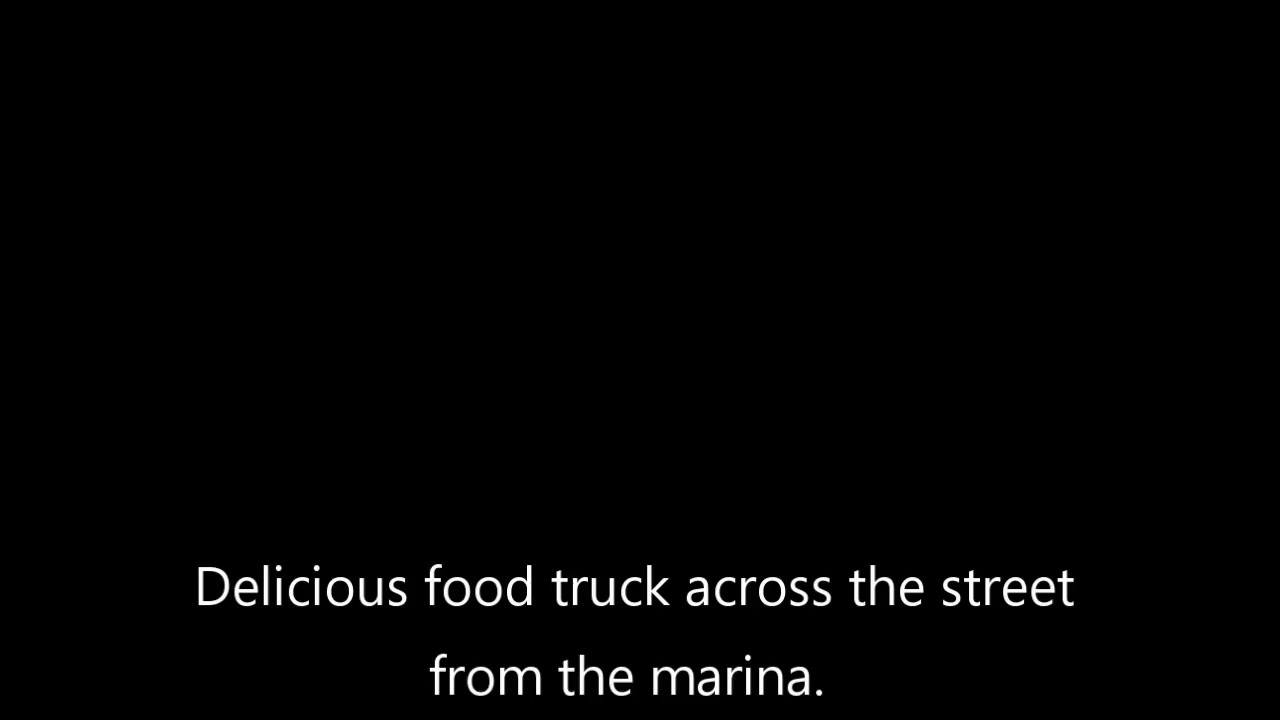 Delicious food truck across the street
from the marina.